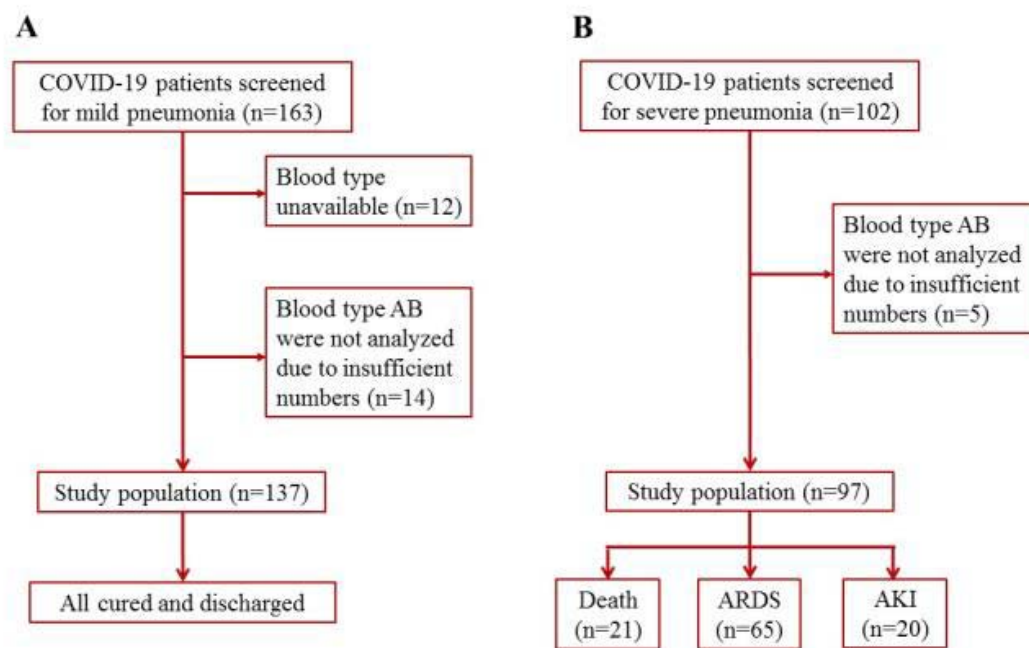 A
COVID-19 patients screened
for mild pneumonia (n=163)
Blood type
unavailable (n=12)
Blood type AB
were not analyzed
due to insufficient
numbers (n=14)
Study population (n=137)
All cured and discharged
B
COVID-19 patients screened
for severe pneumonia (n=102)
Blood type AB
were not analyzed
due to insufficient
numbers (n=5)
Study population (n=97)
Death
(n=21)
ARDS
(n=65)
AKI
(n=20)